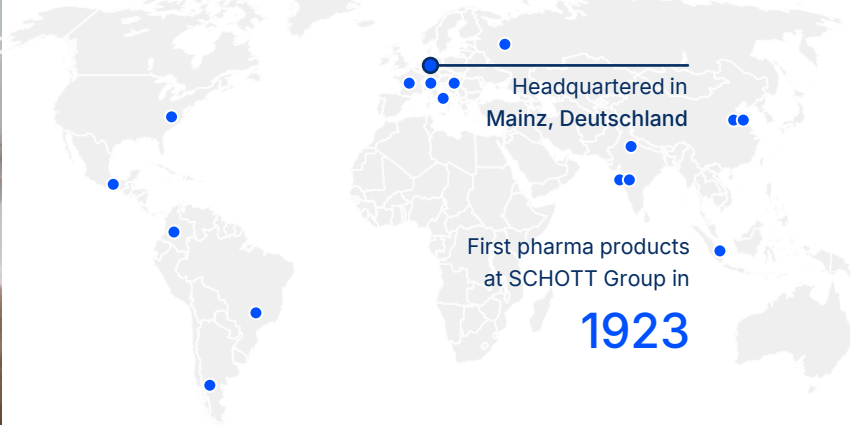 Headquartered in
Mainz, Deutschland
First pharma products
at SCHOTT Group in
1923